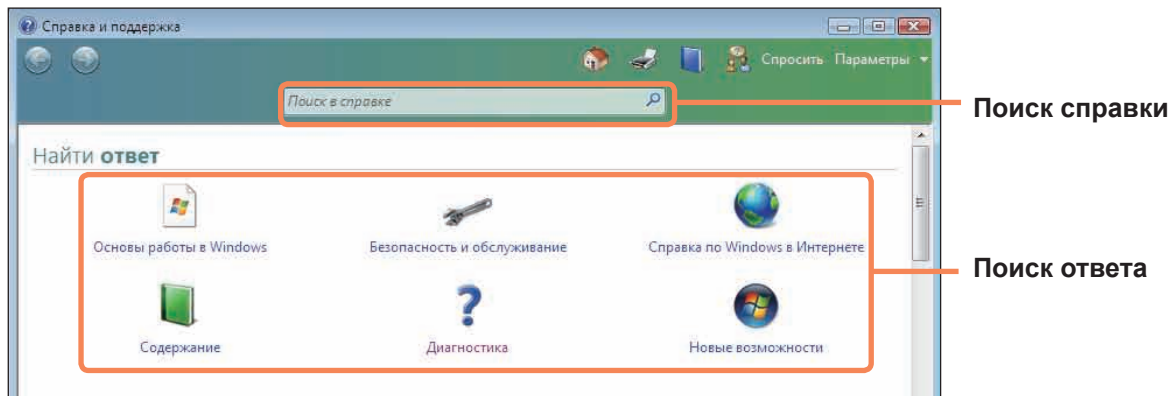 Справка и поддержка
Спросить Параметры
Поиск в справке
Поиск справки
Найти ответ
Основы работы в Windows
Безопасность и обслуживание
Справка по Windows в Интернете
Поиск ответа
Содержание
Диагностика
Новые возможности